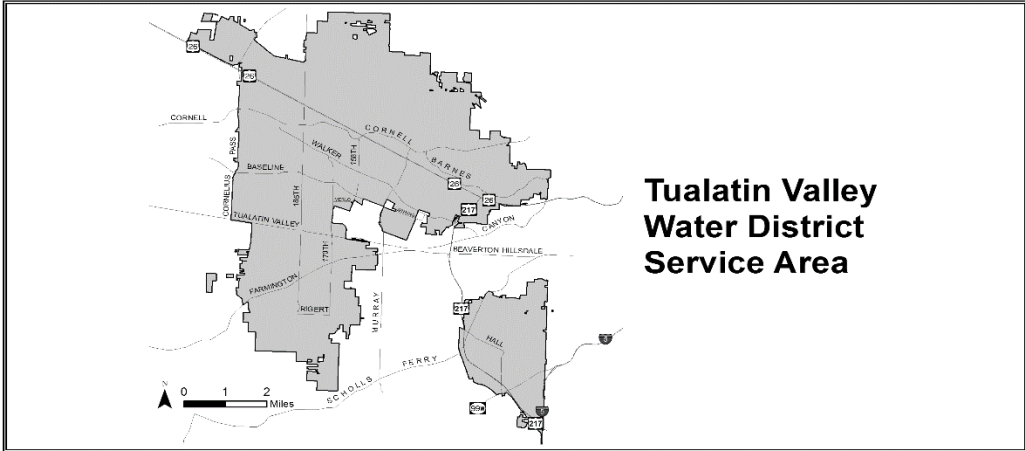 26
26
CORNELL
CORNELL
PASS
WALKER
158TH
BARNES
BASELINE
26
CORNELIUS
185TH
26
217
TUALATIN VALLEY
CANYON
BEAVERTON HILLSDALE
170TH
FARMINGTON
RIGERT
MURRAY
217
HALL
5
SCHOLLS FERRY
99w
5
217
N
0 1 2
Miles
Tualatin Valley
Water District
Service Area